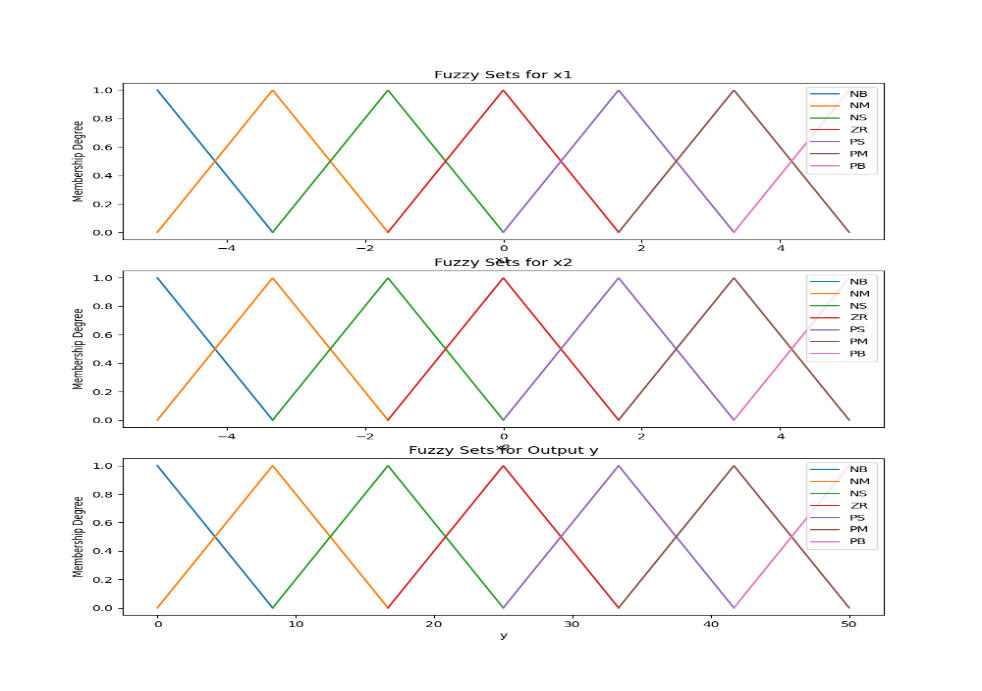 Fuzzy Sets for x1
Membership Degree
1.0
0.8
0.6
0.4
0.2
0.0
NB
NM
NS
ZR
PS
PM
PB
−4
−2
0
2
4
x1
Fuzzy Sets for x2
Membership Degree
1.0
0.8
0.6
0.4
0.2
0.0
NB
NM
NS
ZR
PS
PM
PB
−4
−2
0
2
4
x2
Fuzzy Sets for Output y
Membership Degree
1.0
0.8
0.6
0.4
0.2
0.0
NB
NM
NS
ZR
PS
PM
PB
0
10
20
30
40
50
y